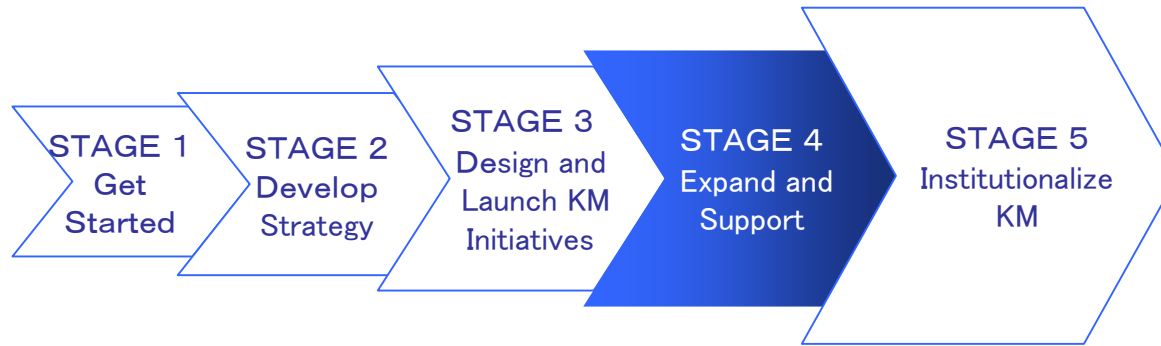 STAGE 1
Get
Started
STAGE 2
Develop
Strategy
STAGE 3
Design and
Launch KM
Initiatives
STAGE 4
Expand and
Support
STAGE 5
Institutionalize
KM